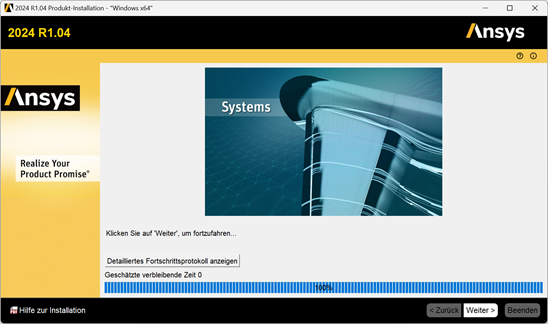 2024 R1.04 Produkt-Installation - "Windows x64"
2024 R1.04
Ansys
Ansys
Realize Your
Product Promise®
Systems
Klicken Sie auf 'Weiter', um fortzufahren...
Detailliertes Fortschrittsprotokoll anzeigen
Geschätzte verbleibende Zeit 0
100%
Hilfe zur Installation
< Zurück
Weiter >
Beenden